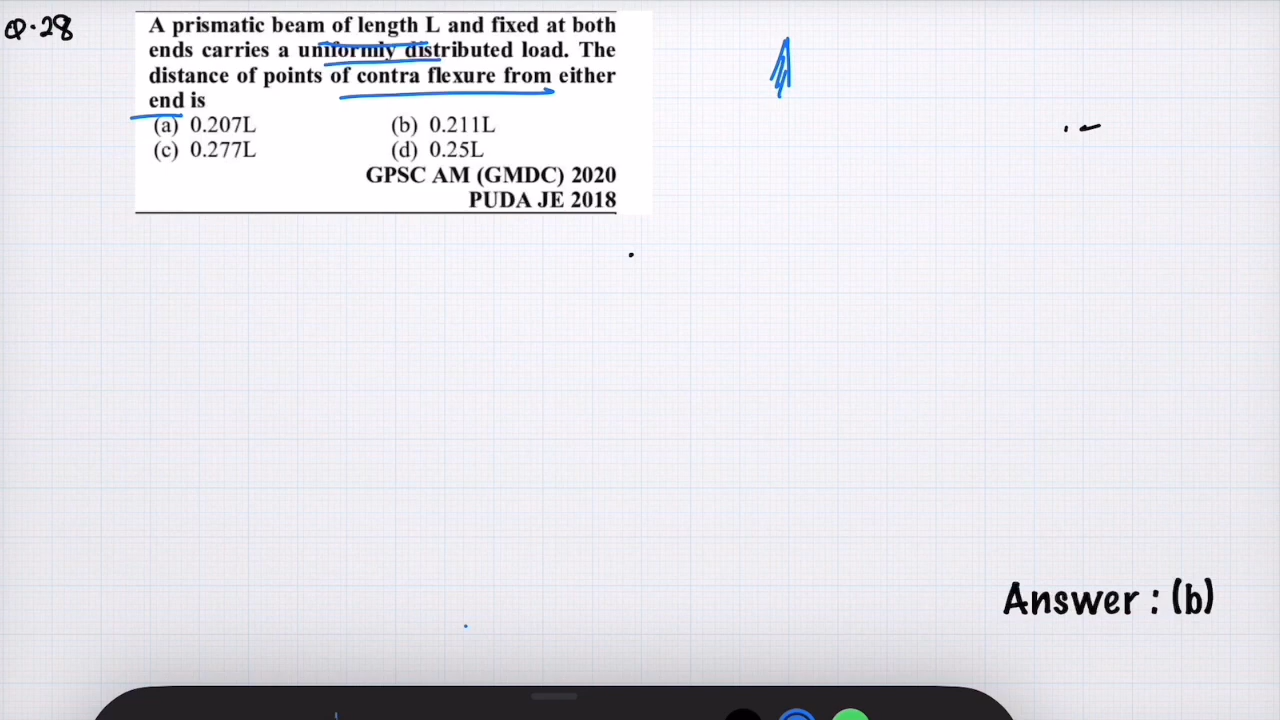 Q.28
A prismatic beam of length L and fixed at both
ends carries a uniformly distributed load. The
distance of points of contra flexure from either
end is
(a) 0.207L (b) 0.211L
(c) 0.277L (d) 0.25L
GPSC AM (GMDC) 2020
PUDA JE 2018
Answer : (b)